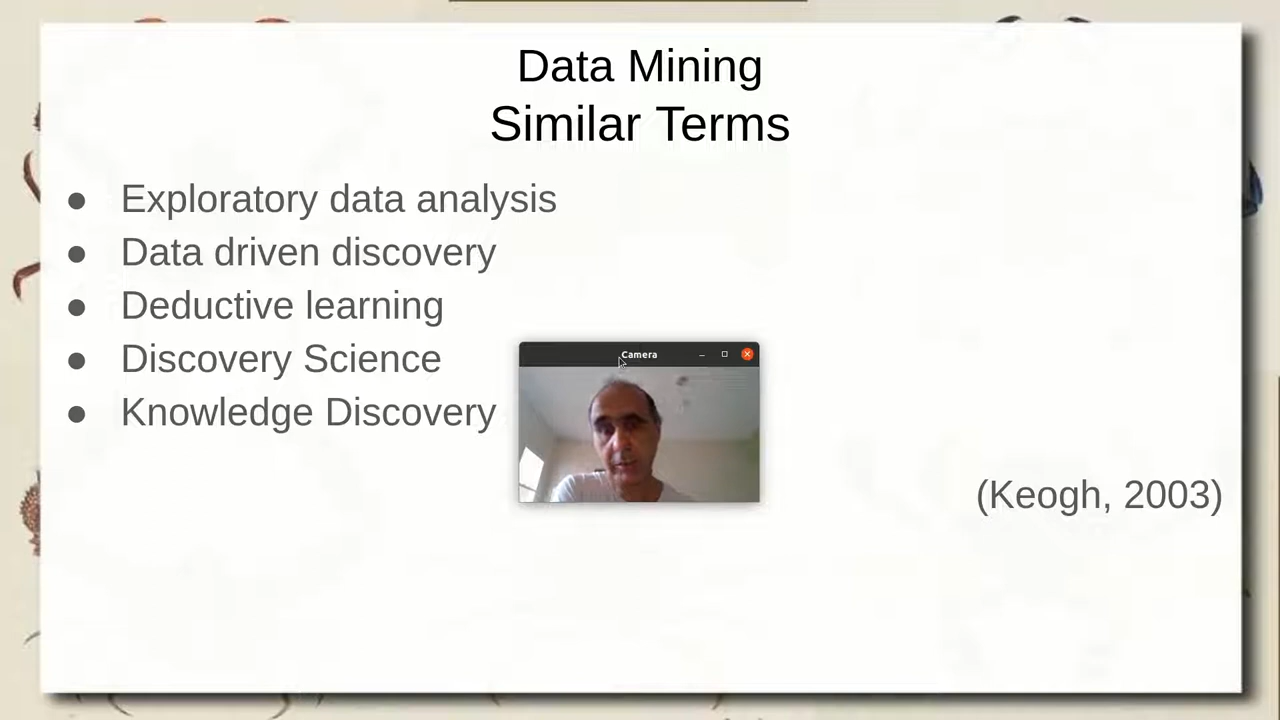 Data Mining
Similar Terms
● Exploratory data analysis
● Data driven discovery
● Deductive learning
● Discovery Science
● Knowledge Discovery
Camera
(Keogh, 2003)